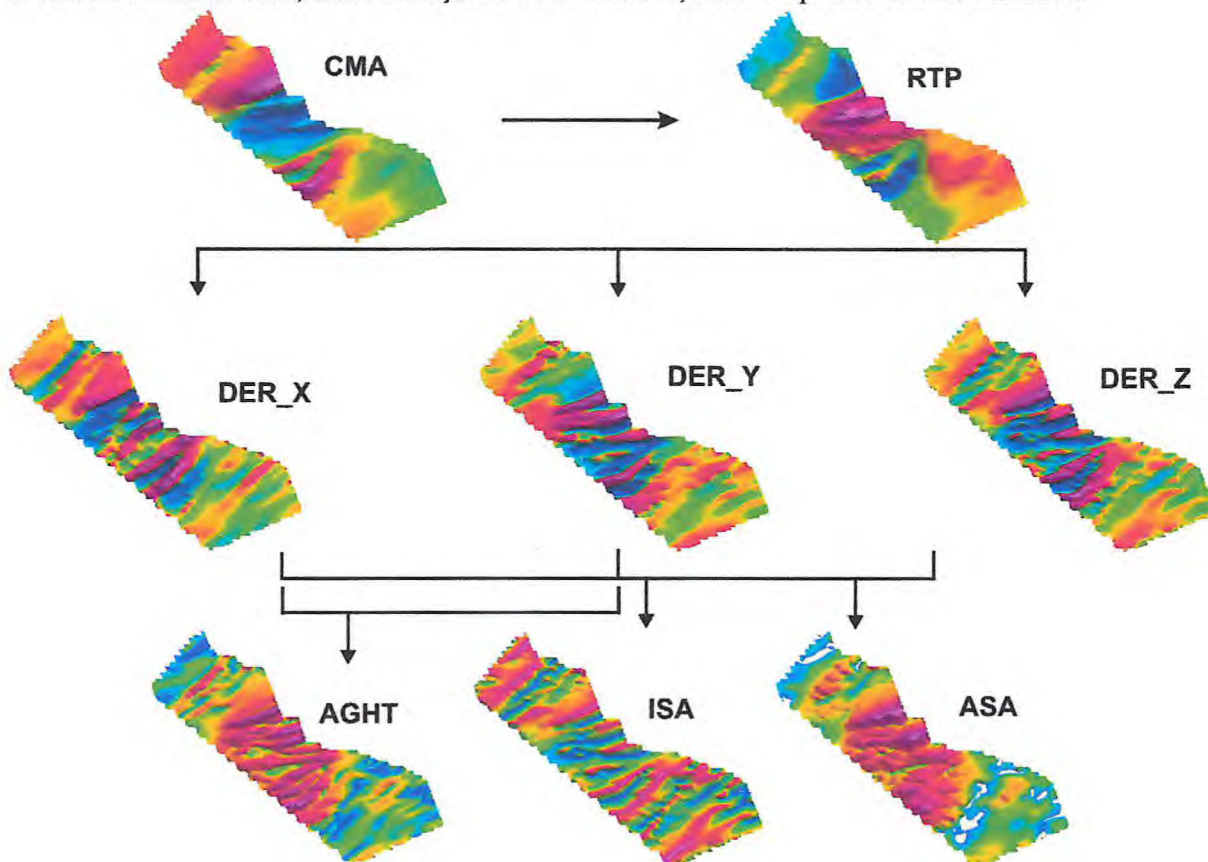 CMA
RTP
DER_X
DER_Y
DER_Z
AGHT
ISA
ASA